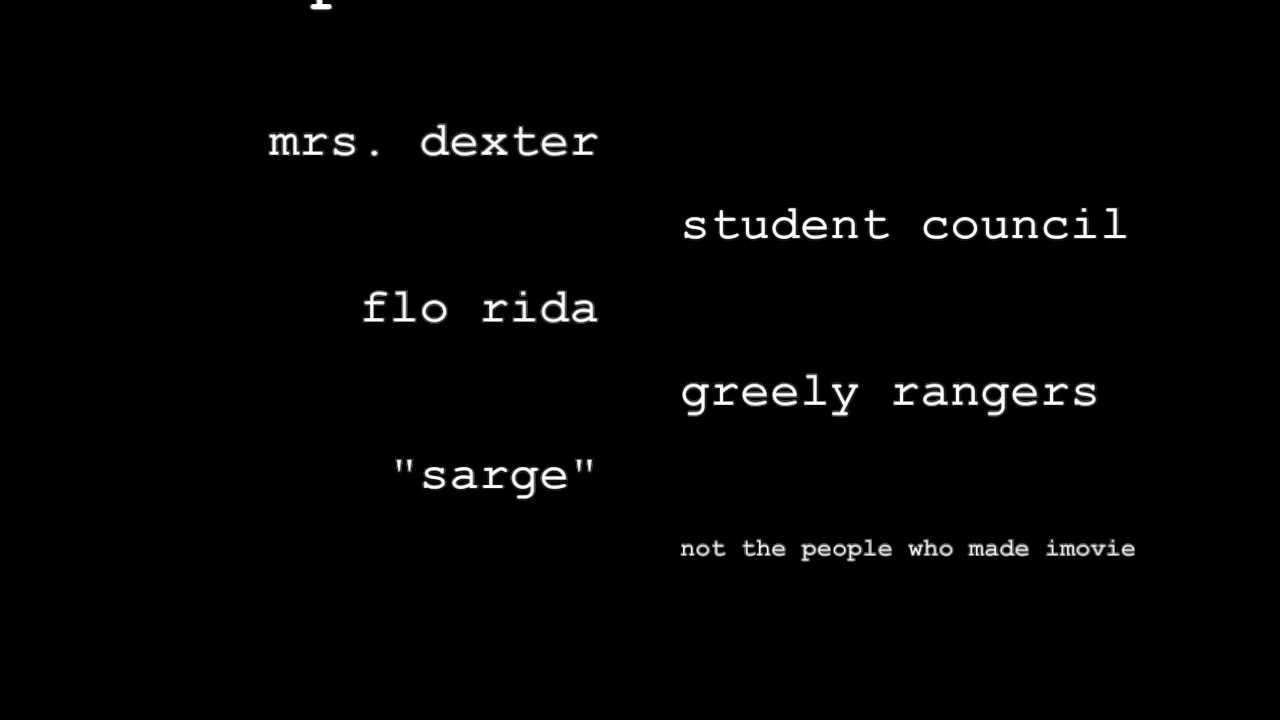 mrs. dexter
student council
flo rida
greely rangers
"sarge"
not the people who made imovie